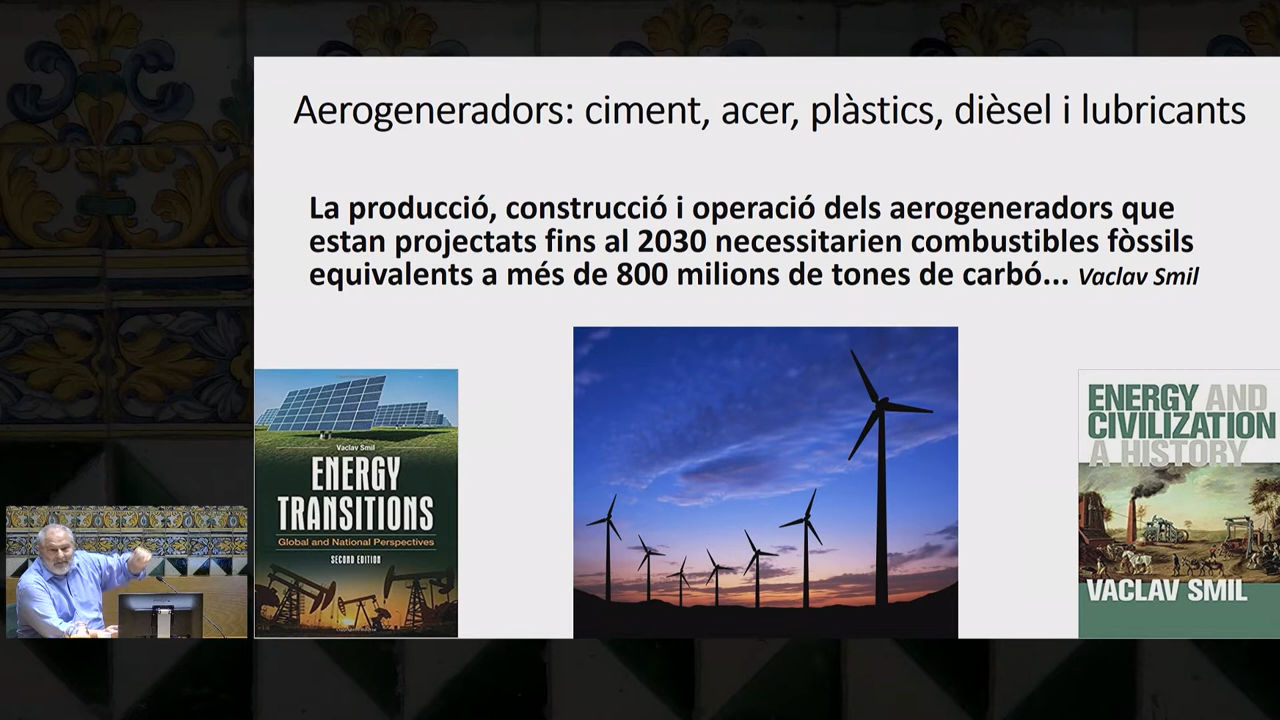 Aerogeneradors: ciment, acer, plàstics, dièsel i lubricants
La producció, construcció i operació dels aerogeneradors que
estan projectats fins al 2030 necessitarien combustibles fòssils
equivalents a més de 800 milions de tones de carbó... Vaclav Smil
Vaclav Smil
ENERGY
TRANSITIONS
Global and National Perspectives
SECOND EDITION
ENERGY AND
CIVILIZATION
A HISTORY
VACLAV SMIL